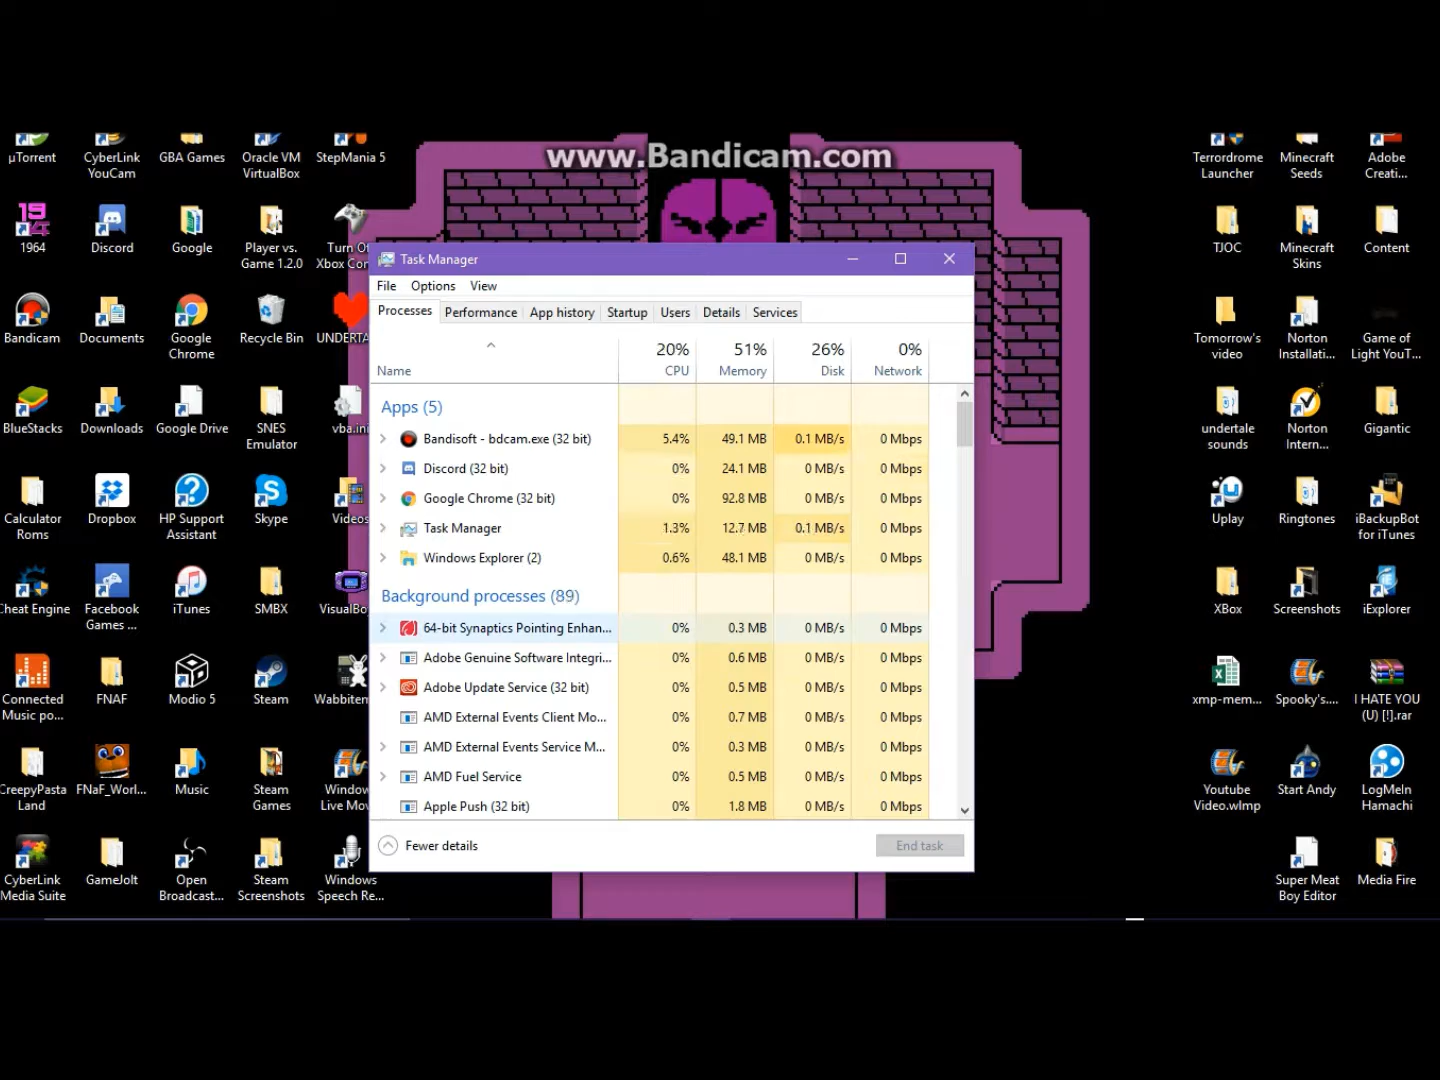 www.Bandicam.com
µTorrent
CyberLink
YouCam
GBA Games
Oracle VM
VirtualBox
StepMania 5
Terrordrome
Launcher
Minecraft
Seeds
Adobe
Creati...
1964
Discord
Google
Player vs.
Game 1.2.0
Turn Of
Xbox Con
TJOC
Minecraft
Skins
Content
Bandicam
Documents
Google
Chrome
Recycle Bin
UNDERTA
Tomorrow's
video
Norton
Installati...
Game of
Light YouT...
BlueStacks
Downloads
Google Drive
SNES
Emulator
vba.ini
undertale
sounds
Norton
Intern...
Gigantic
Calculator
Roms
Dropbox
HP Support
Assistant
Skype
Videos
Uplay
Ringtones
iBackupBot
for iTunes
Cheat Engine
Facebook
Games ...
iTunes
SMBX
VisualBo
XBox
Screenshots
iExplorer
Connected
Music po...
FNAF
Modio 5
Steam
Wabbitem
xmp-mem...
Spooky's....
I HATE YOU
(U) [!].rar
CreepyPasta
Land
FNaF_Worl...
Music
Steam
Games
Window
Live Mov
Youtube
Video.wlmp
Start Andy
LogMeIn
Hamachi
CyberLink
Media Suite
GameJolt
Open
Broadcast...
Steam
Screenshots
Windows
Speech Re...
Super Meat
Boy Editor
Media Fire
Task Manager
File Options View
Processes Performance App history Startup Users Details Services
20% 51% 26% 0%
Name CPU Memory Disk Network
Apps (5)
Bandisoft - bdcam.exe (32 bit) 5.4% 49.1 MB 0.1 MB/s 0 Mbps
Discord (32 bit) 0% 24.1 MB 0 MB/s 0 Mbps
Google Chrome (32 bit) 0% 92.8 MB 0 MB/s 0 Mbps
Task Manager 1.3% 12.7 MB 0.1 MB/s 0 Mbps
Windows Explorer (2) 0.6% 48.1 MB 0 MB/s 0 Mbps
Background processes (89)
64-bit Synaptics Pointing Enhan... 0% 0.3 MB 0 MB/s 0 Mbps
Adobe Genuine Software Integri... 0% 0.6 MB 0 MB/s 0 Mbps
Adobe Update Service (32 bit) 0% 0.5 MB 0 MB/s 0 Mbps
AMD External Events Client Mo... 0% 0.7 MB 0 MB/s 0 Mbps
AMD External Events Service M... 0% 0.3 MB 0 MB/s 0 Mbps
AMD Fuel Service 0% 0.5 MB 0 MB/s 0 Mbps
Apple Push (32 bit) 0% 1.8 MB 0 MB/s 0 Mbps
Fewer details
End task